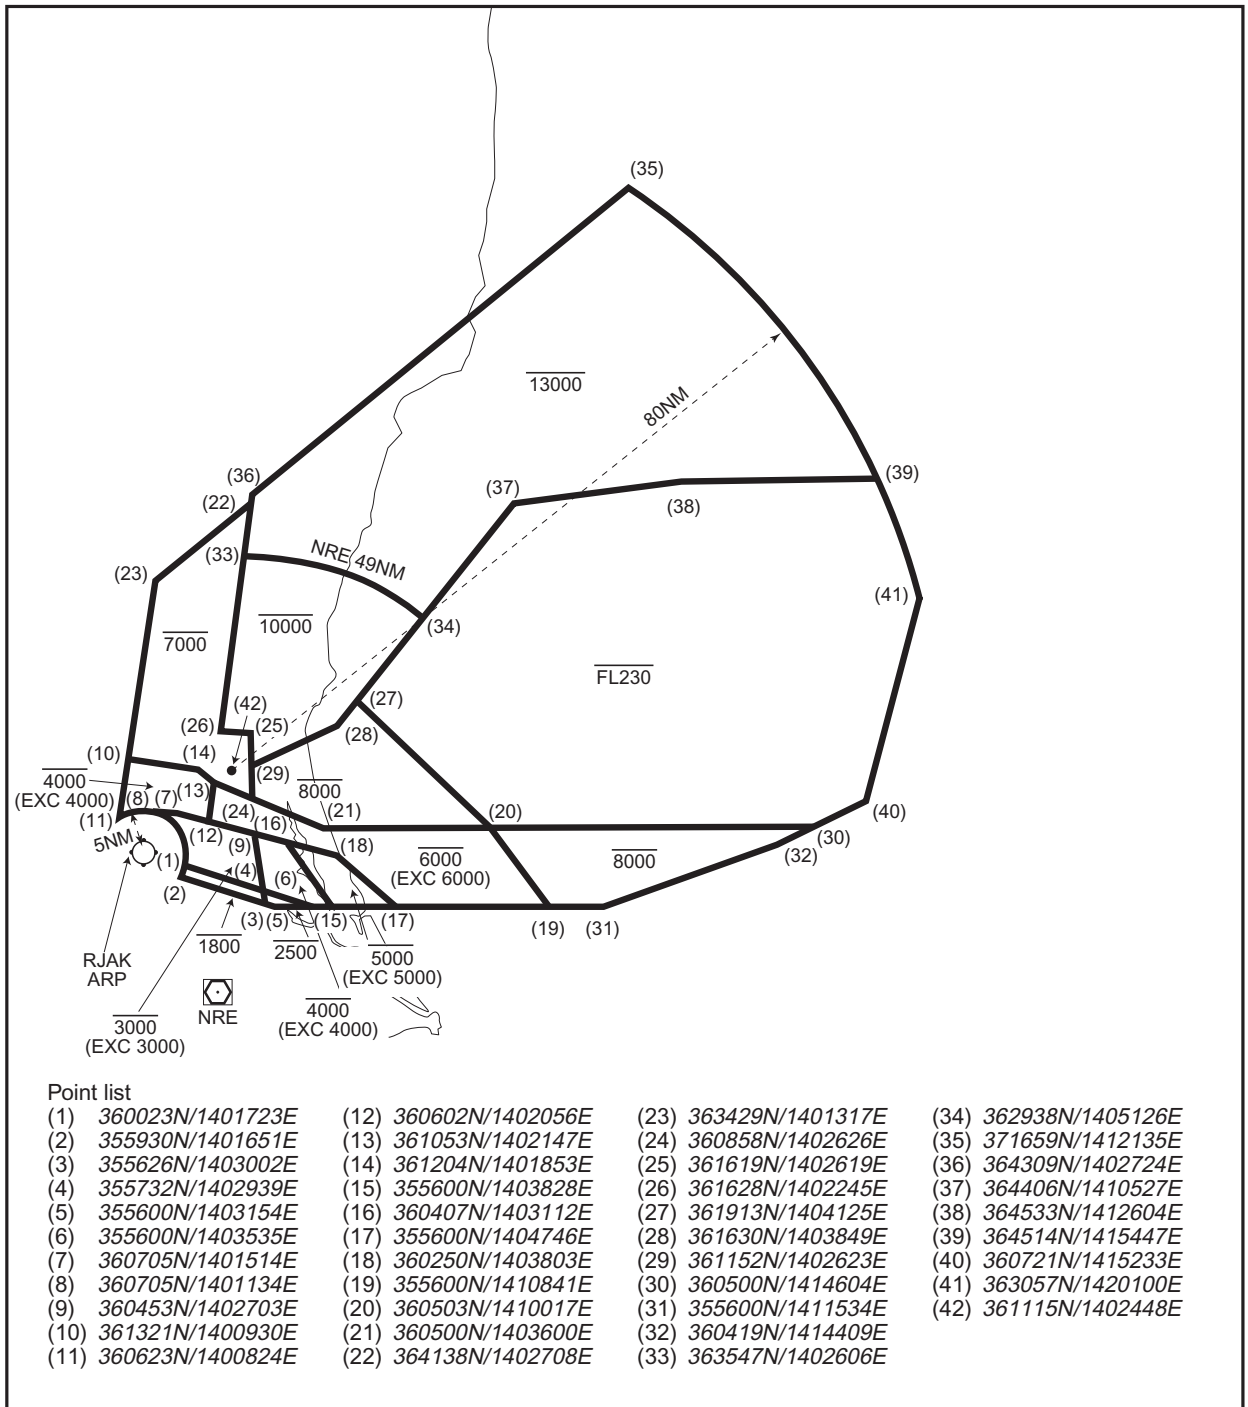 (35)
13000
80NM
(36)
(22)
(37)
(39)
(38)
(33)
NRE 49NM
(23)
(41)
10000
(34)
7000
FL230
(42)
(27)
(26)
(25)
(28)
(10)
(14)
(29)
4000
(EXC 4000)
(13)
8000
(8)
(7)
(24)
(21)
(20)
(40)
(11)
(12)
(16)
(30)
5NM
(9)
(18)
(32)
(1)
(4)
(6)
6000
(EXC 6000)
8000
(2)
(3)
(5)
(15)
(17)
(19)
(31)
1800
2500
5000
(EXC 5000)
RJAK
ARP
4000
(EXC 4000)
3000
(EXC 3000)
NRE
Point list
(1) 360023N/1401723E
(2) 355930N/1401651E
(3) 355626N/1403002E
(4) 355732N/1402939E
(5) 355600N/1403154E
(6) 355600N/1403535E
(7) 360705N/1401514E
(8) 360705N/1401134E
(9) 360453N/1402703E
(10) 361321N/1400930E
(11) 360623N/1400824E
(12) 360602N/1402056E
(13) 361053N/1402147E
(14) 361204N/1401853E
(15) 355600N/1403828E
(16) 360407N/1403112E
(17) 355600N/1404746E
(18) 360250N/1403803E
(19) 355600N/1410841E
(20) 360503N/1410017E
(21) 360500N/1403600E
(22) 364138N/1402708E
(23) 363429N/1401317E
(24) 360858N/1402626E
(25) 361619N/1402619E
(26) 361628N/1402245E
(27) 361913N/1404125E
(28) 361630N/1403849E
(29) 361152N/1402623E
(30) 360500N/1414604E
(31) 355600N/1411534E
(32) 360419N/1414409E
(33) 363547N/1402606E
(34) 362938N/1405126E
(35) 371659N/1412135E
(36) 364309N/1402724E
(37) 364406N/1410527E
(38) 364533N/1412604E
(39) 364514N/1415447E
(40) 360721N/1415233E
(41) 363057N/1420100E
(42) 361115N/1402448E